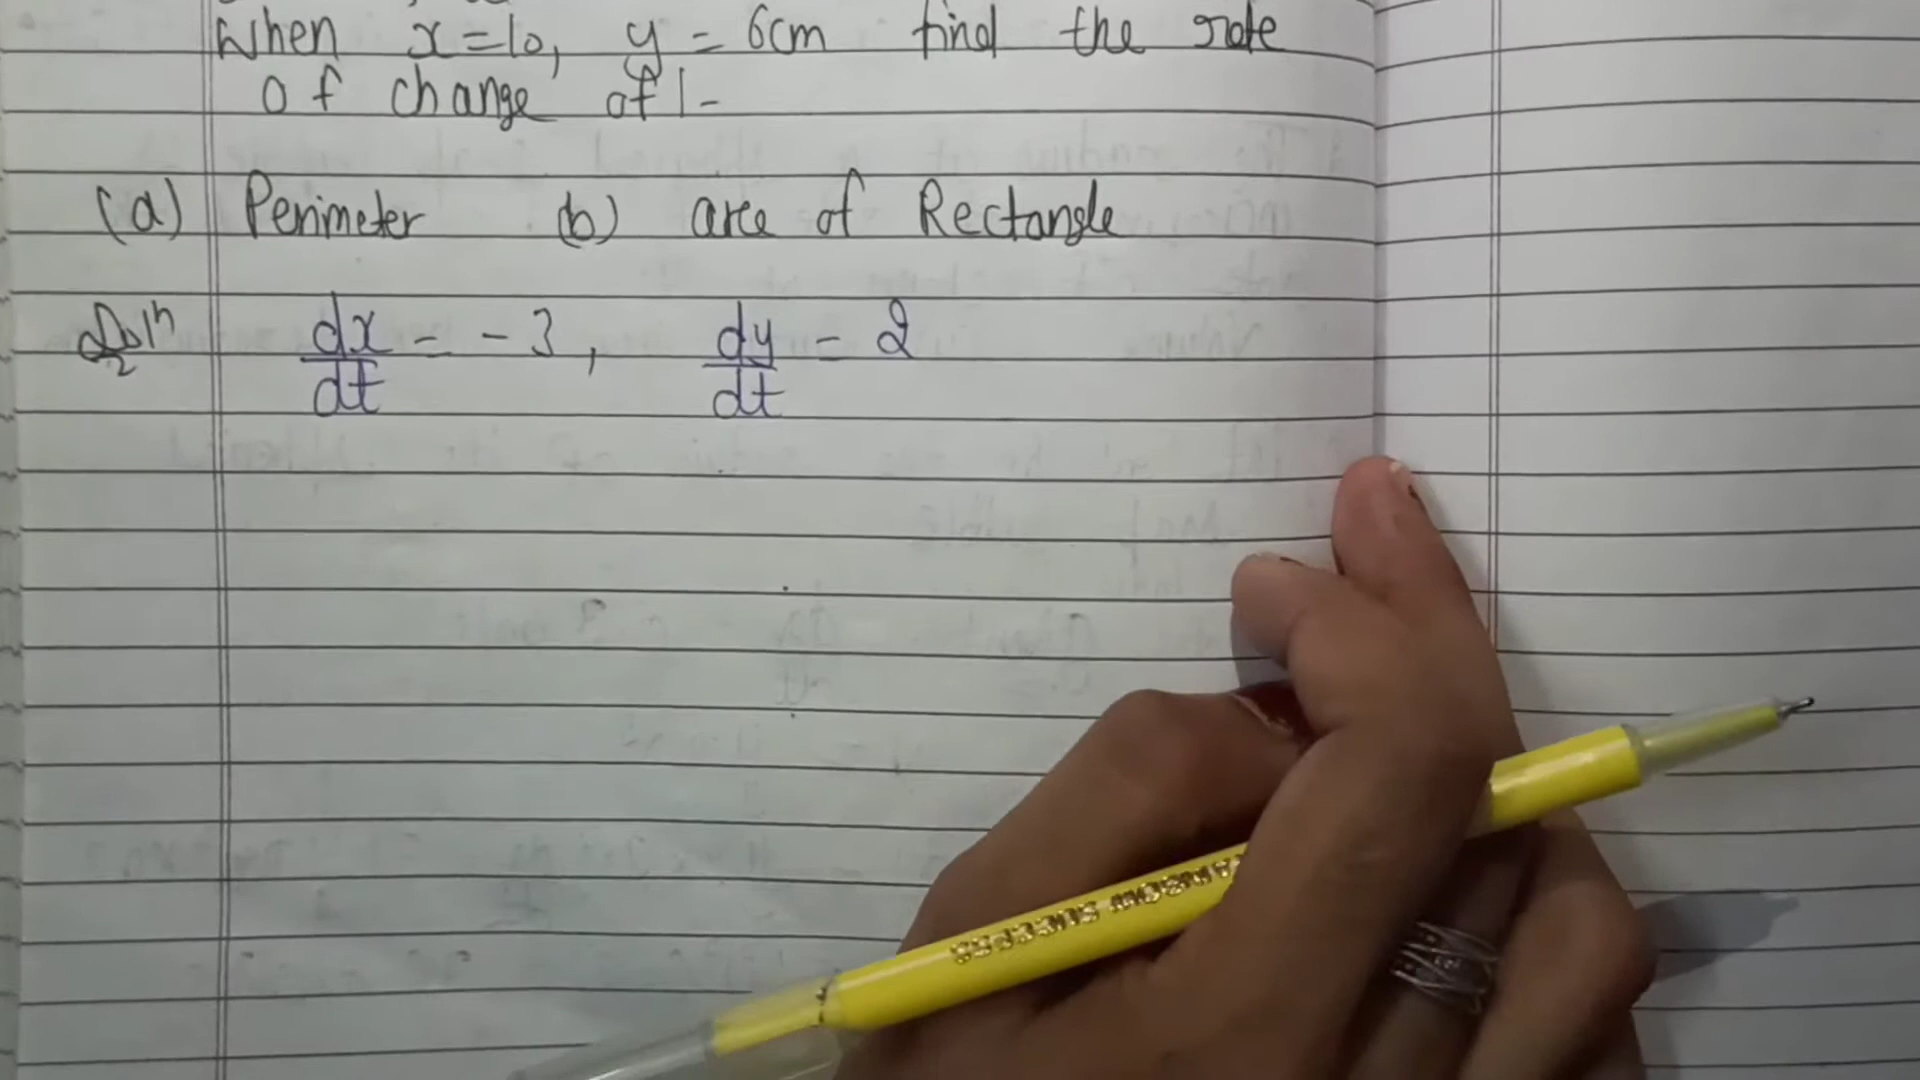 When x = 10, y = 6cm find the rate
of change of :-
(a) Perimeter (b) area of Rectangle
Soln dx/dt = -3, dy/dt = 2
SUCCESS